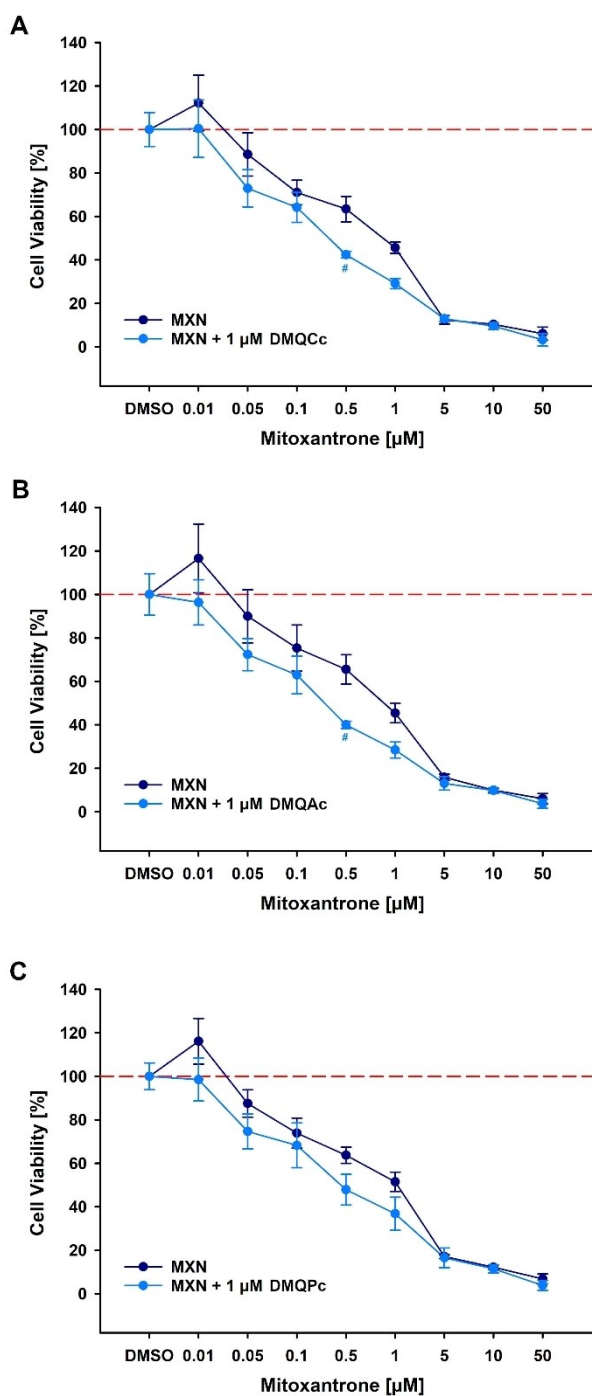 A
140
120
100
80
60
40
20
0
Cell Viability [%]
#
MXN
MXN + 1 µM DMQCc
DMSO 0.01 0.05 0.1 0.5 1 5 10 50
Mitoxantrone [µM]
B
140
120
100
80
60
40
20
0
Cell Viability [%]
#
MXN
MXN + 1 µM DMQAc
DMSO 0.01 0.05 0.1 0.5 1 5 10 50
Mitoxantrone [µM]
C
140
120
100
80
60
40
20
0
Cell Viability [%]
MXN
MXN + 1 µM DMQPc
DMSO 0.01 0.05 0.1 0.5 1 5 10 50
Mitoxantrone [µM]